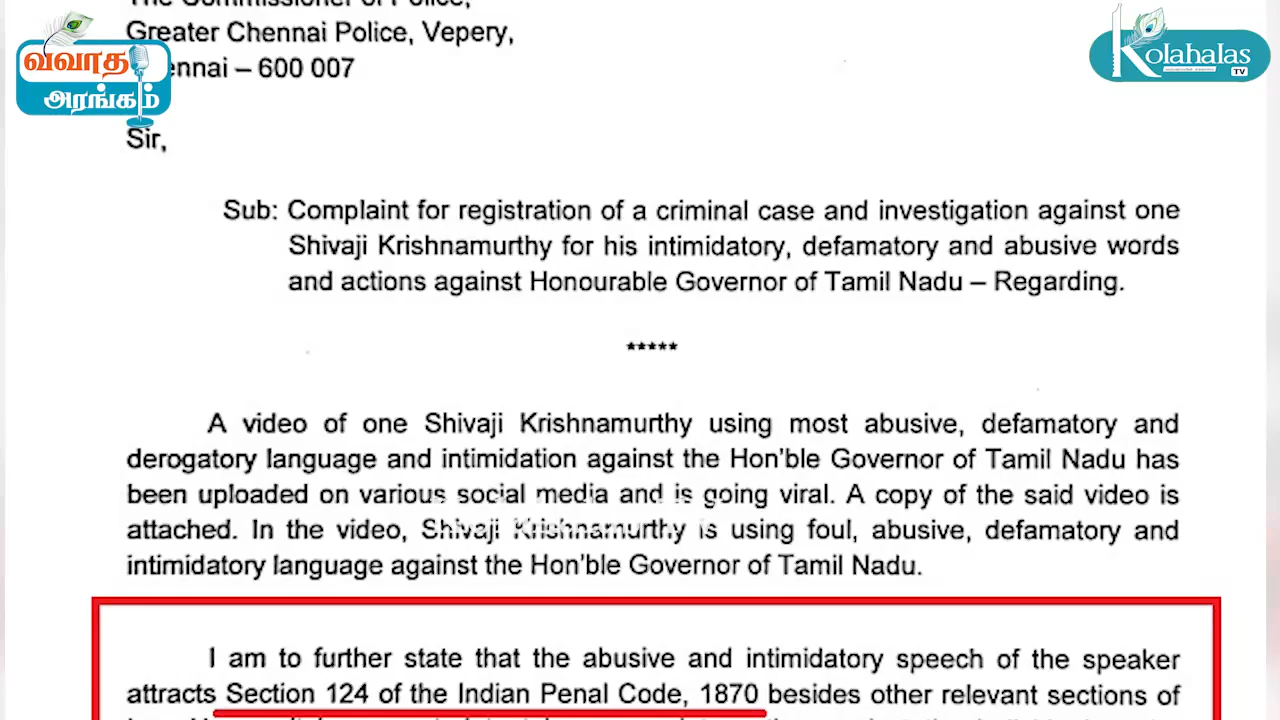 The Commissioner of Police,
Greater Chennai Police, Vepery,
Chennai – 600 007
வவாத
அரங்கம்
Kolahalas
TV
Sir,
Sub: Complaint for registration of a criminal case and investigation against one
Shivaji Krishnamurthy for his intimidatory, defamatory and abusive words
and actions against Honourable Governor of Tamil Nadu – Regarding.
*****
A video of one Shivaji Krishnamurthy using most abusive, defamatory and
derogatory language and intimidation against the Hon'ble Governor of Tamil Nadu has
been uploaded on various social media and is going viral. A copy of the said video is
attached. In the video, Shivaji Krishnamurthy is using foul, abusive, defamatory and
intimidatory language against the Hon'ble Governor of Tamil Nadu.
I am to further state that the abusive and intimidatory speech of the speaker
attracts Section 124 of the Indian Penal Code, 1870 besides other relevant sections of